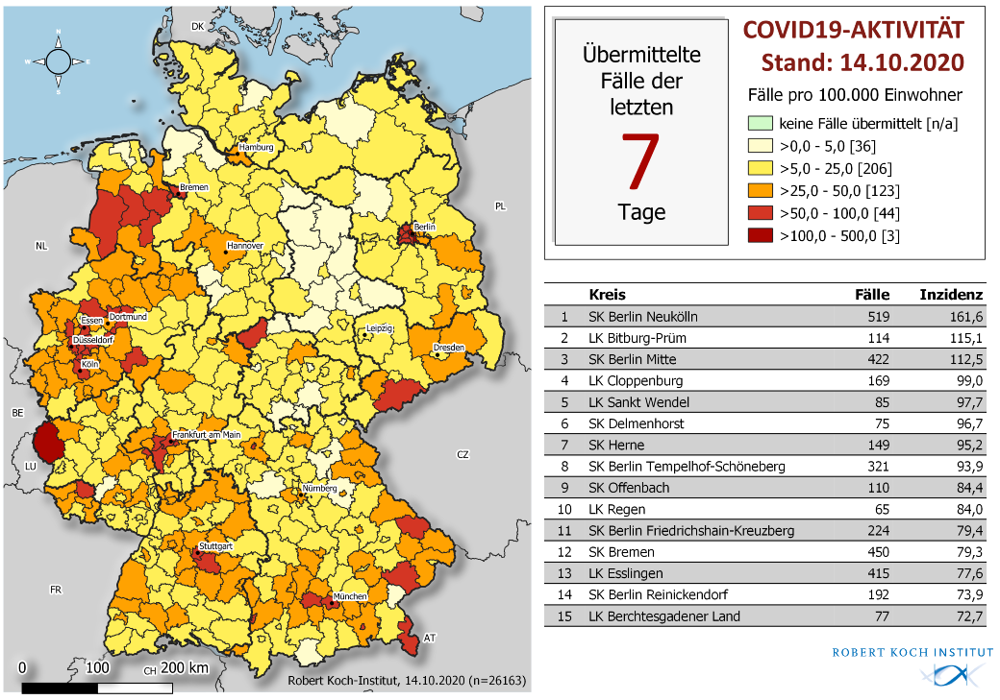 DK
N
W
E
S
Hamburg
Bremen
PL
Berlin
NL
Hannover
Essen
Dortmund
Düsseldorf
Leipzig
Köln
Dresden
BE
Frankfurt am Main
CZ
LU
Nürnberg
Stuttgart
FR
München
AT
0 100 200 km
CH
Robert Koch-Institut, 14.10.2020 (n=26163)
Übermittelte
Fälle der
letzten
7
Tage
COVID19-AKTIVITÄT
Stand: 14.10.2020
Fälle pro 100.000 Einwohner
keine Fälle übermittelt [n/a]
>0,0 - 5,0 [36]
>5,0 - 25,0 [206]
>25,0 - 50,0 [123]
>50,0 - 100,0 [44]
>100,0 - 500,0 [3]
Kreis Fälle Inzidenz
1 SK Berlin Neukölln 519 161,6
2 LK Bitburg-Prüm 114 115,1
3 SK Berlin Mitte 422 112,5
4 LK Cloppenburg 169 99,0
5 LK Sankt Wendel 85 97,7
6 SK Delmenhorst 75 96,7
7 SK Herne 149 95,2
8 SK Berlin Tempelhof-Schöneberg 321 93,9
9 SK Offenbach 110 84,4
10 LK Regen 65 84,0
11 SK Berlin Friedrichshain-Kreuzberg 224 79,4
12 SK Bremen 450 79,3
13 LK Esslingen 415 77,6
14 SK Berlin Reinickendorf 192 73,9
15 LK Berchtesgadener Land 77 72,7
ROBERT KOCH INSTITUT